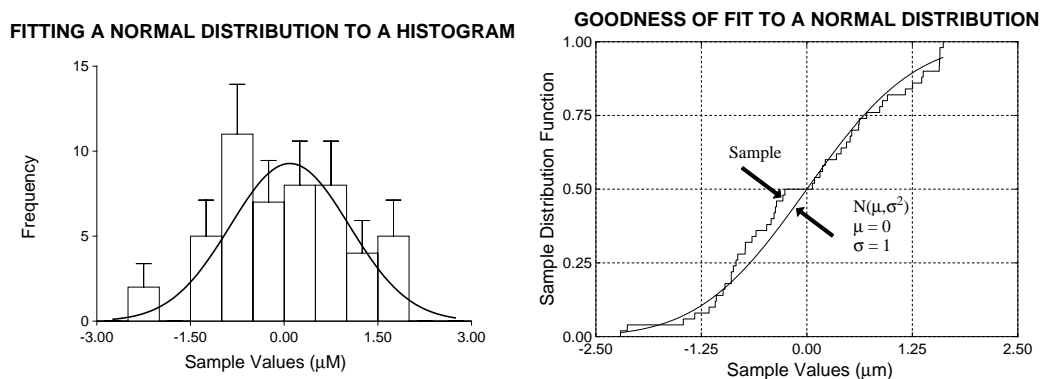 FITTING A NORMAL DISTRIBUTION TO A HISTOGRAM
15
10
5
0
-3.00
-1.50
0.00
1.50
3.00
Frequency
Sample Values (μM)
GOODNESS OF FIT TO A NORMAL DISTRIBUTION
1.00
0.75
0.50
0.25
0.00
-2.50
-1.25
0.00
1.25
2.50
Sample Distribution Function
Sample Values (μm)
Sample
N(μ,σ²)
μ = 0
σ = 1